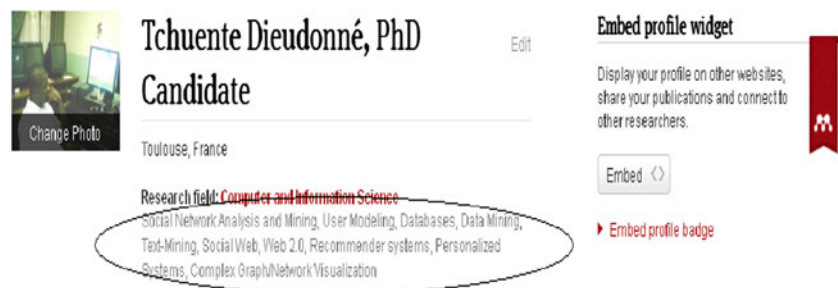 Tchuente Dieudonné, PhD
Candidate
Edit
Change Photo
Toulouse, France
Research field: Computer and Information Science
Social Network Analysis and Mining, User Modeling, Databases, Data Mining,
Text-Mining, Social Web, Web 2.0, Recommender systems, Personalized
Systems, Complex Graph/Network Visualization
Embed profile widget
Display your profile on other websites,
share your publications and connect to
other researchers.
Embed <>
Embed profile badge